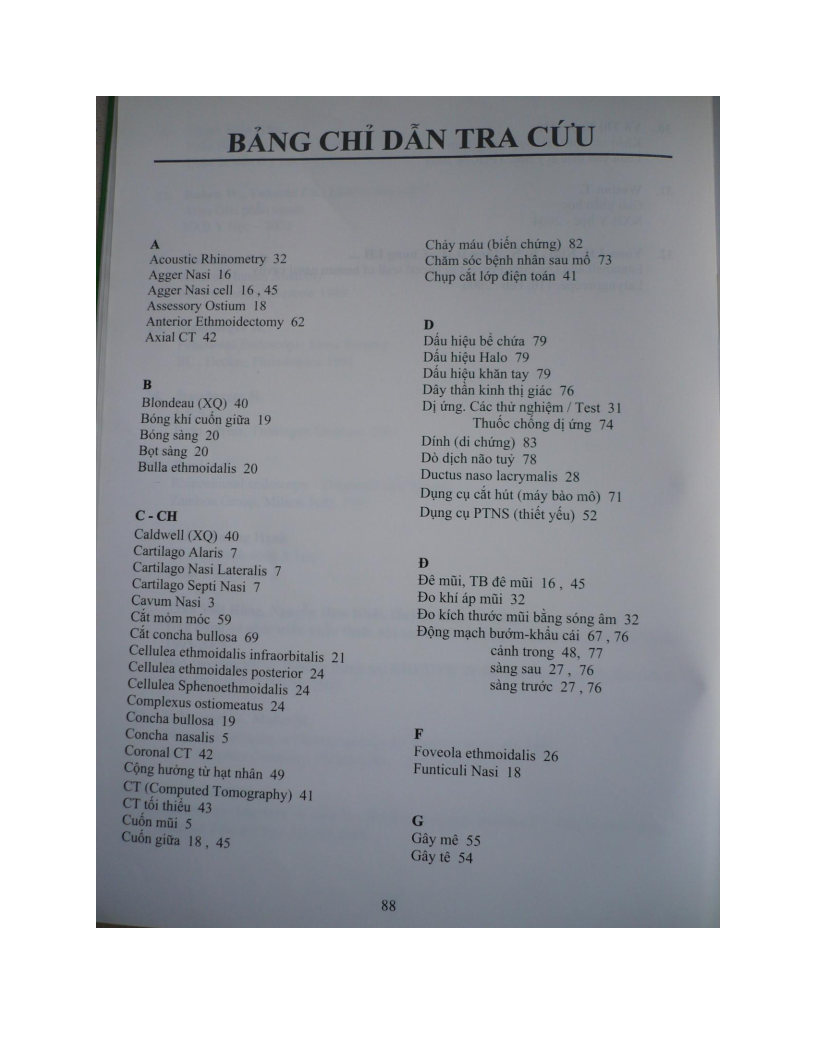 BẢNG CHỈ DẪN TRA CỨU
A
Acoustic Rhinometry 32
Agger Nasi 16
Agger Nasi cell 16 , 45
Assessory Ostium 18
Anterior Ethmoidectomy 62
Axial CT 42
B
Blondeau (XQ) 40
Bóng khí cuốn giữa 19
Bóng sàng 20
Bọt sàng 20
Bulla ethmoidalis 20
C - CH
Caldwell (XQ) 40
Cartilago Alaris 7
Cartilago Nasi Lateralis 7
Cartilago Septi Nasi 7
Cavum Nasi 3
Cắt móm móc 59
Cắt concha bullosa 69
Cellulea ethmoidalis infraorbitalis 21
Cellulea ethmoidales posterior 24
Cellulea Sphenoethmoidalis 24
Complexus ostiomeatus 24
Concha bullosa 19
Concha nasalis 5
Coronal CT 42
Cộng hưởng từ hạt nhân 49
CT (Computed Tomography) 41
CT tối thiểu 43
Cuốn mũi 5
Cuốn giữa 18 , 45
Chảy máu (biến chứng) 82
Chăm sóc bệnh nhân sau mổ 73
Chụp cắt lớp điện toán 41
D
Dấu hiệu bể chứa 79
Dấu hiệu Halo 79
Dấu hiệu khăn tay 79
Dây thần kinh thị giác 76
Dị ứng. Các thử nghiệm / Test 31
Thuốc chống dị ứng 74
Dính (di chứng) 83
Dò dịch não tuỷ 78
Ductus naso lacrymalis 28
Dụng cụ cắt hút (máy bào mô) 71
Dụng cụ PTNS (thiết yếu) 52
Đ
Đê mũi, TB đê mũi 16 , 45
Đo khí áp mũi 32
Đo kích thước mũi bằng sóng âm 32
Động mạch bướm-khẩu cái 67 , 76
cảnh trong 48, 77
sàng sau 27 , 76
sàng trước 27 , 76
F
Foveola ethmoidalis 26
Funticuli Nasi 18
G
Gây mê 55
Gây tê 54
88